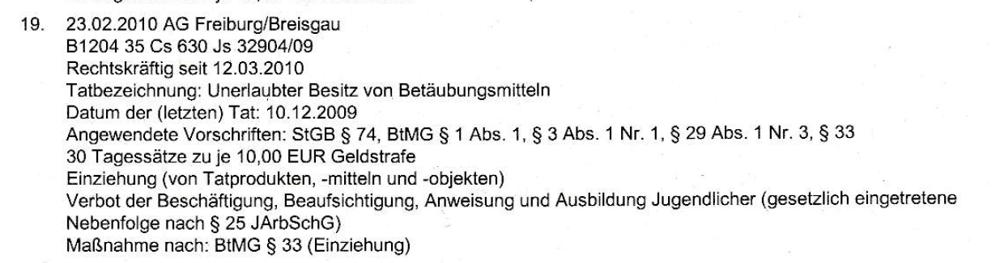 19. 23.02.2010 AG Freiburg/Breisgau
B1204 35 Cs 630 Js 32904/09
Rechtskräftig seit 12.03.2010
Tatbezeichnung: Unerlaubter Besitz von Betäubungsmitteln
Datum der (letzten) Tat: 10.12.2009
Angewendete Vorschriften: StGB § 74, BtMG § 1 Abs. 1, § 3 Abs. 1 Nr. 1, § 29 Abs. 1 Nr. 3, § 33
30 Tagessätze zu je 10,00 EUR Geldstrafe
Einziehung (von Tatprodukten, -mitteln und -objekten)
Verbot der Beschäftigung, Beaufsichtigung, Anweisung und Ausbildung Jugendlicher (gesetzlich eingetretene
Nebenfolge nach § 25 JArbSchG)
Maßnahme nach: BtMG § 33 (Einziehung)